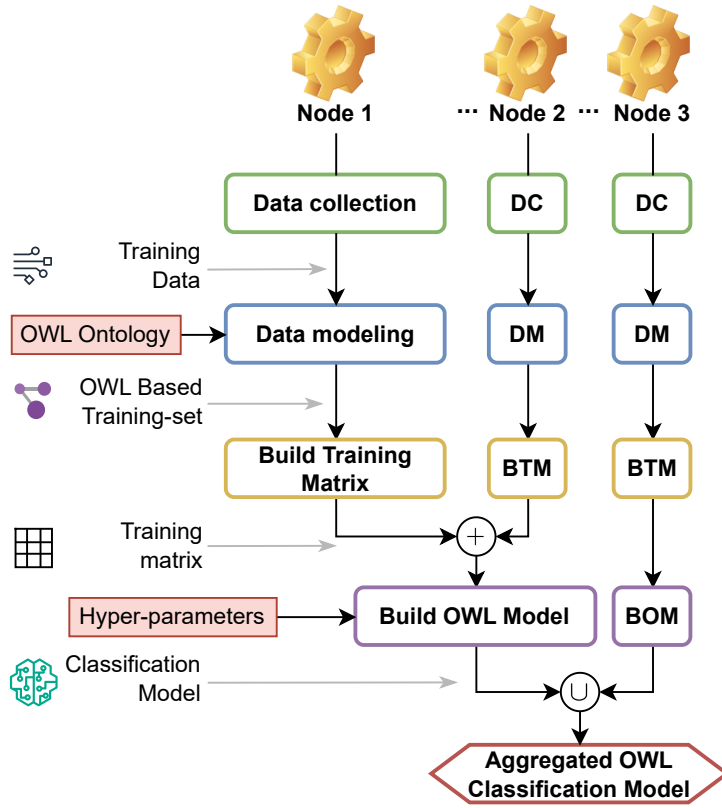 Node 1
... Node 2 ... Node 3
Data collection
DC
DC
Training
Data
OWL Ontology
Data modeling
DM
DM
OWL Based
Training-set
Build Training
Matrix
BTM
BTM
+
Training
matrix
Hyper-parameters
Build OWL Model
BOM
Classification
Model
∪
Aggregated OWL
Classification Model